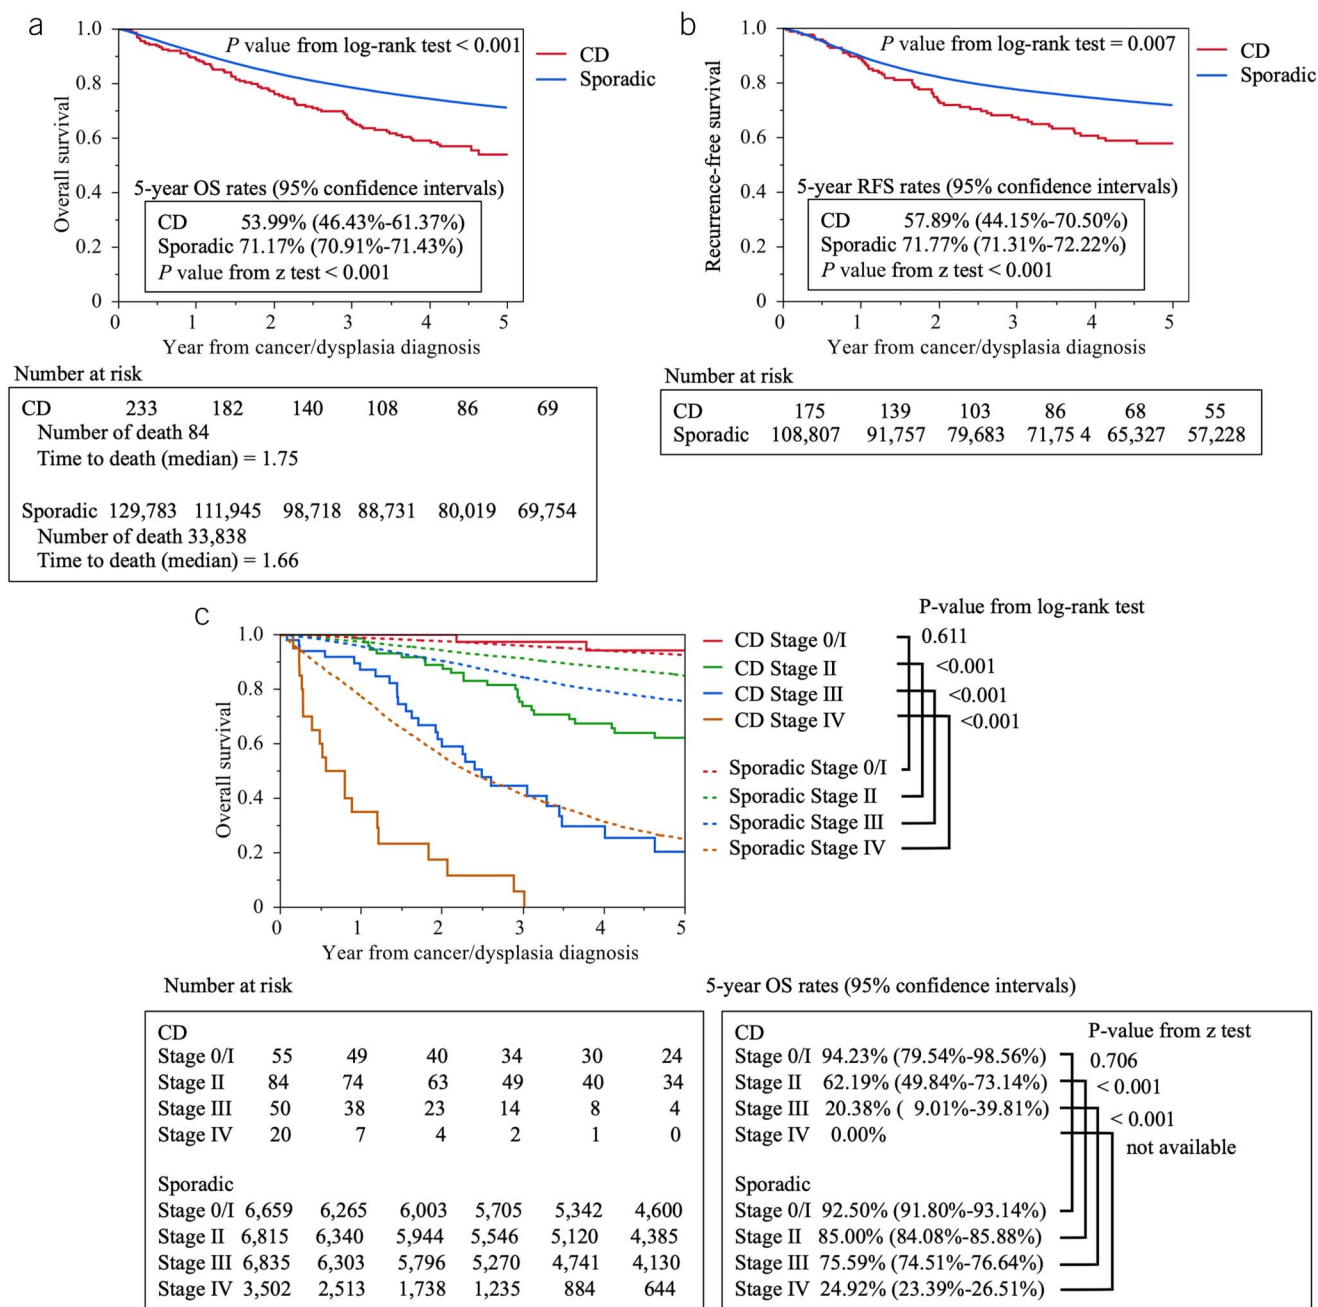 a
P value from log-rank test < 0.001
CD
Sporadic
Overall survival
1.0
0.8
0.6
0.4
0.2
0
5-year OS rates (95% confidence intervals)
CD 53.99% (46.43%-61.37%)
Sporadic 71.17% (70.91%-71.43%)
P value from z test < 0.001
0 1 2 3 4 5
Year from cancer/dysplasia diagnosis
Number at risk
CD 233 182 140 108 86 69
Number of death 84
Time to death (median) = 1.75
Sporadic 129,783 111,945 98,718 88,731 80,019 69,754
Number of death 33,838
Time to death (median) = 1.66
b
P value from log-rank test = 0.007
CD
Sporadic
Recurrence-free survival
1.0
0.8
0.6
0.4
0.2
0
5-year RFS rates (95% confidence intervals)
CD 57.89% (44.15%-70.50%)
Sporadic 71.77% (71.31%-72.22%)
P value from z test < 0.001
0 1 2 3 4 5
Year from cancer/dysplasia diagnosis
Number at risk
CD 175 139 103 86 68 55
Sporadic 108,807 91,757 79,683 71,75 4 65,327 57,228
c
Overall survival
1.0
0.8
0.6
0.4
0.2
0
0 1 2 3 4 5
Year from cancer/dysplasia diagnosis
P-value from log-rank test
CD Stage 0/I 0.611
CD Stage II <0.001
CD Stage III <0.001
CD Stage IV <0.001
Sporadic Stage 0/I
Sporadic Stage II
Sporadic Stage III
Sporadic Stage IV
Number at risk
CD
Stage 0/I 55 49 40 34 30 24
Stage II 84 74 63 49 40 34
Stage III 50 38 23 14 8 4
Stage IV 20 7 4 2 1 0
Sporadic
Stage 0/I 6,659 6,265 6,003 5,705 5,342 4,600
Stage II 6,815 6,340 5,944 5,546 5,120 4,385
Stage III 6,835 6,303 5,796 5,270 4,741 4,130
Stage IV 3,502 2,513 1,738 1,235 884 644
5-year OS rates (95% confidence intervals)
CD P-value from z test
Stage 0/I 94.23% (79.54%-98.56%) 0.706
Stage II 62.19% (49.84%-73.14%) < 0.001
Stage III 20.38% ( 9.01%-39.81%) < 0.001
Stage IV 0.00% not available
Sporadic
Stage 0/I 92.50% (91.80%-93.14%)
Stage II 85.00% (84.08%-85.88%)
Stage III 75.59% (74.51%-76.64%)
Stage IV 24.92% (23.39%-26.51%)